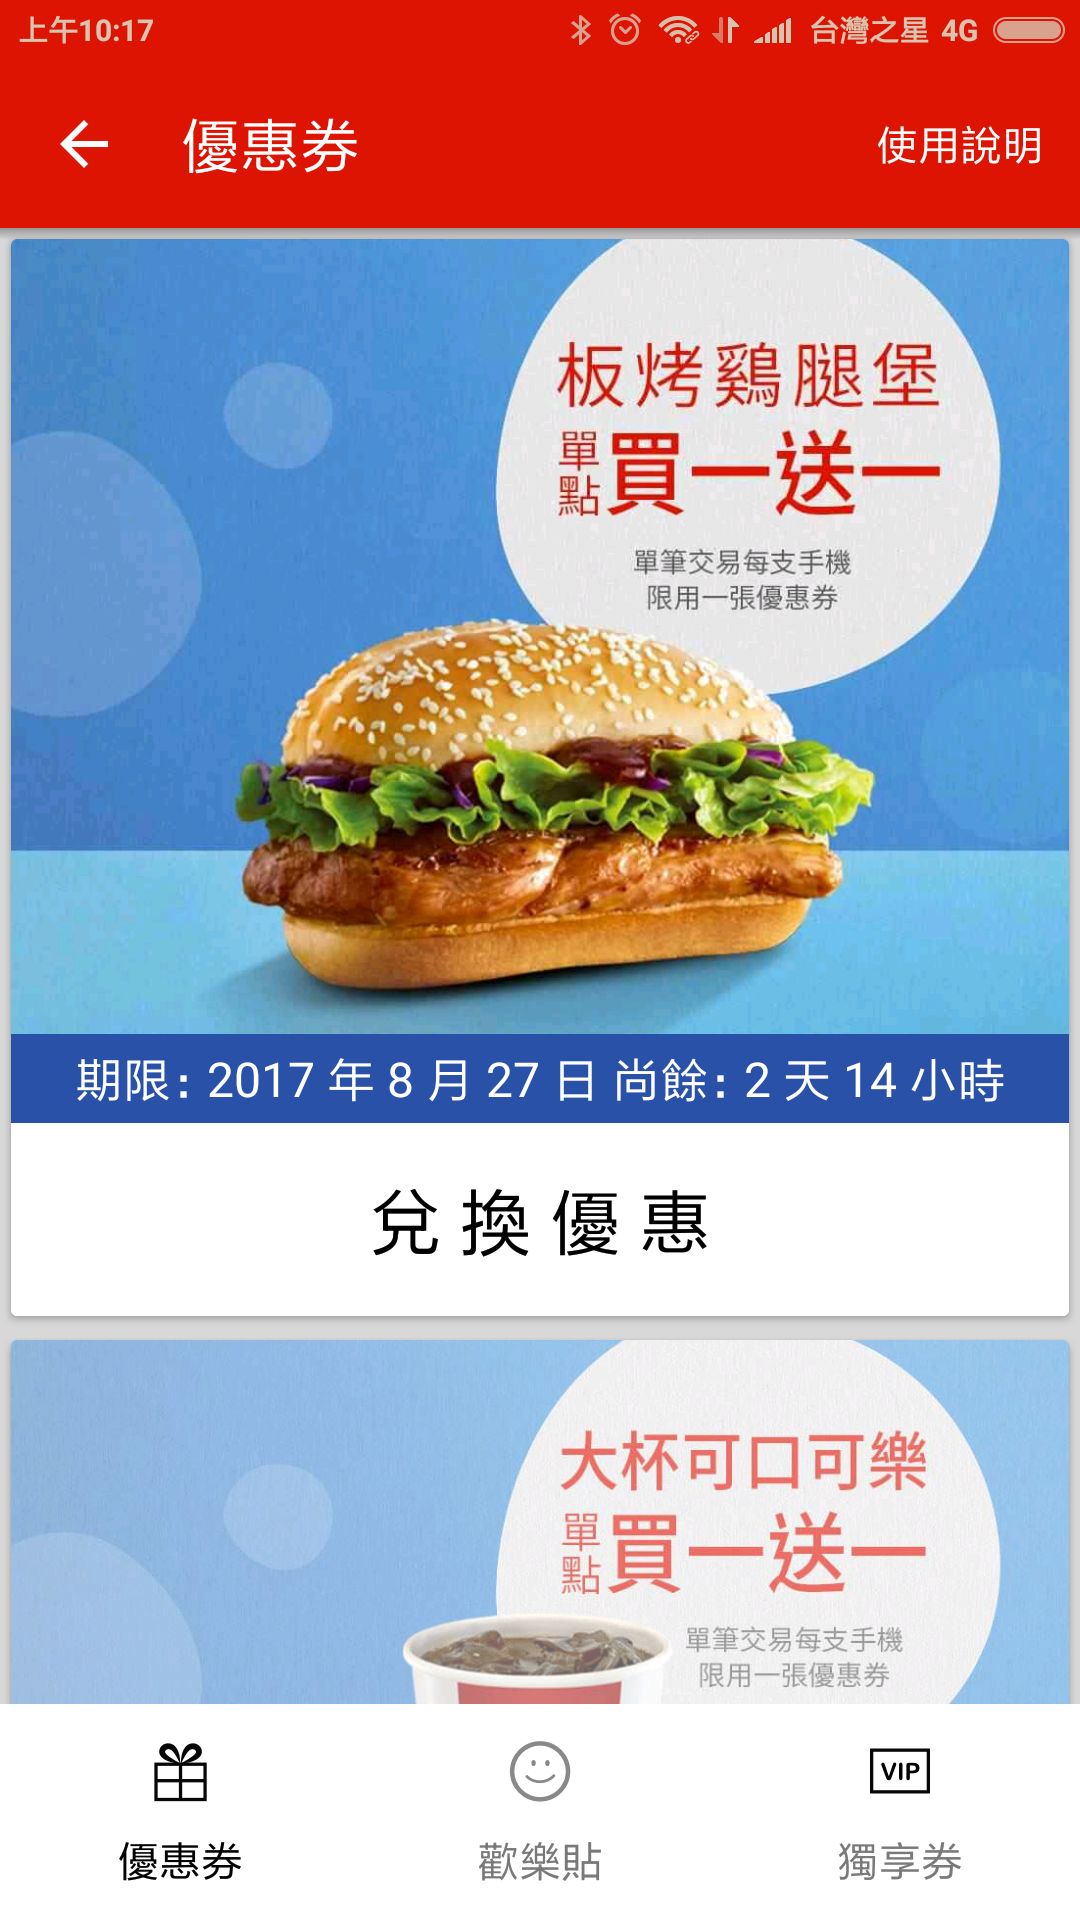 上午10:17
台灣之星 4G
優惠券
使用說明
板烤鷄腿堡
單點買一送一
單筆交易每支手機
限用一張優惠券
期限: 2017 年 8 月 27 日 尚餘: 2 天 14 小時
兌換優惠
大杯可口可樂
單點買一送一
單筆交易每支手機
限用一張優惠券
VIP
優惠券
歡樂貼
獨享券